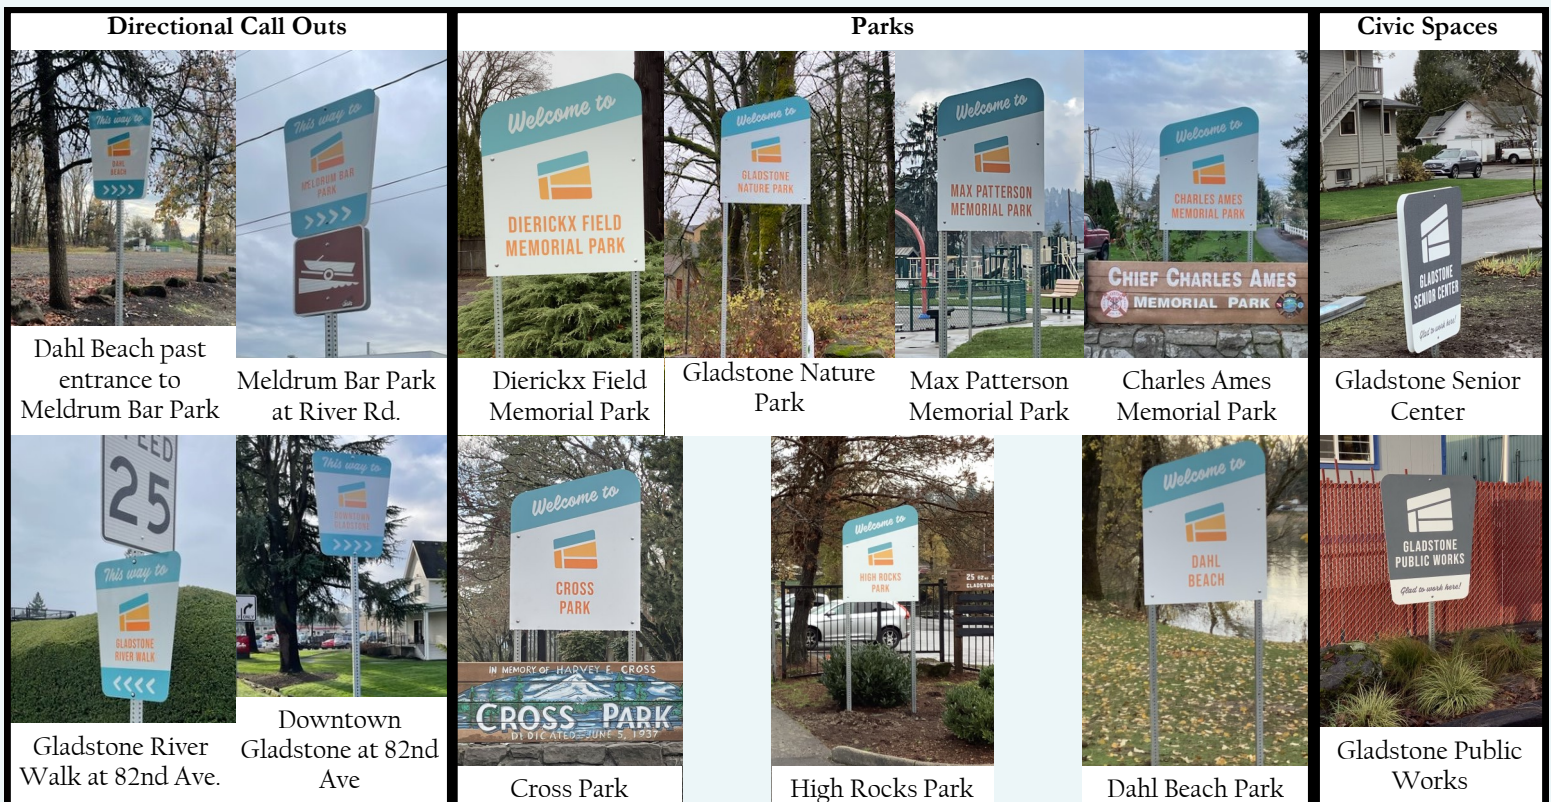 Directional Call Outs
Parks
Civic Spaces
This way to
DAHL
BEACH
>>>>
This way to
MELDRUM BAR
PARK
>>>>
Welcome to
DIERICKX FIELD
MEMORIAL PARK
Welcome to
GLADSTONE
NATURE PARK
Welcome to
MAX PATTERSON
MEMORIAL PARK
Welcome to
CHARLES AMES
MEMORIAL PARK
CHIEF CHARLES AMES
MEMORIAL PARK
GLADSTONE
SENIOR CENTER
Glad to work here!
Dahl Beach past
entrance to
Meldrum Bar Park
Meldrum Bar Park
at River Rd.
Dierickx Field
Memorial Park
Gladstone Nature
Park
Max Patterson
Memorial Park
Charles Ames
Memorial Park
Gladstone Senior
Center
25
This way to
GLADSTONE
RIVER WALK
<<<<
This way to
DOWNTOWN
GLADSTONE
>>>>
ONLY
Welcome to
CROSS
PARK
IN MEMORY OF HARVEY E. CROSS
CROSS PARK
DEDICATED JUNE 5, 1937
Welcome to
HIGH ROCKS
PARK
Welcome to
DAHL
BEACH
GLADSTONE
PUBLIC WORKS
Glad to work here!
Gladstone River
Walk at 82nd Ave.
Downtown
Gladstone at 82nd
Ave
Cross Park
High Rocks Park
Dahl Beach Park
Gladstone Public
Works